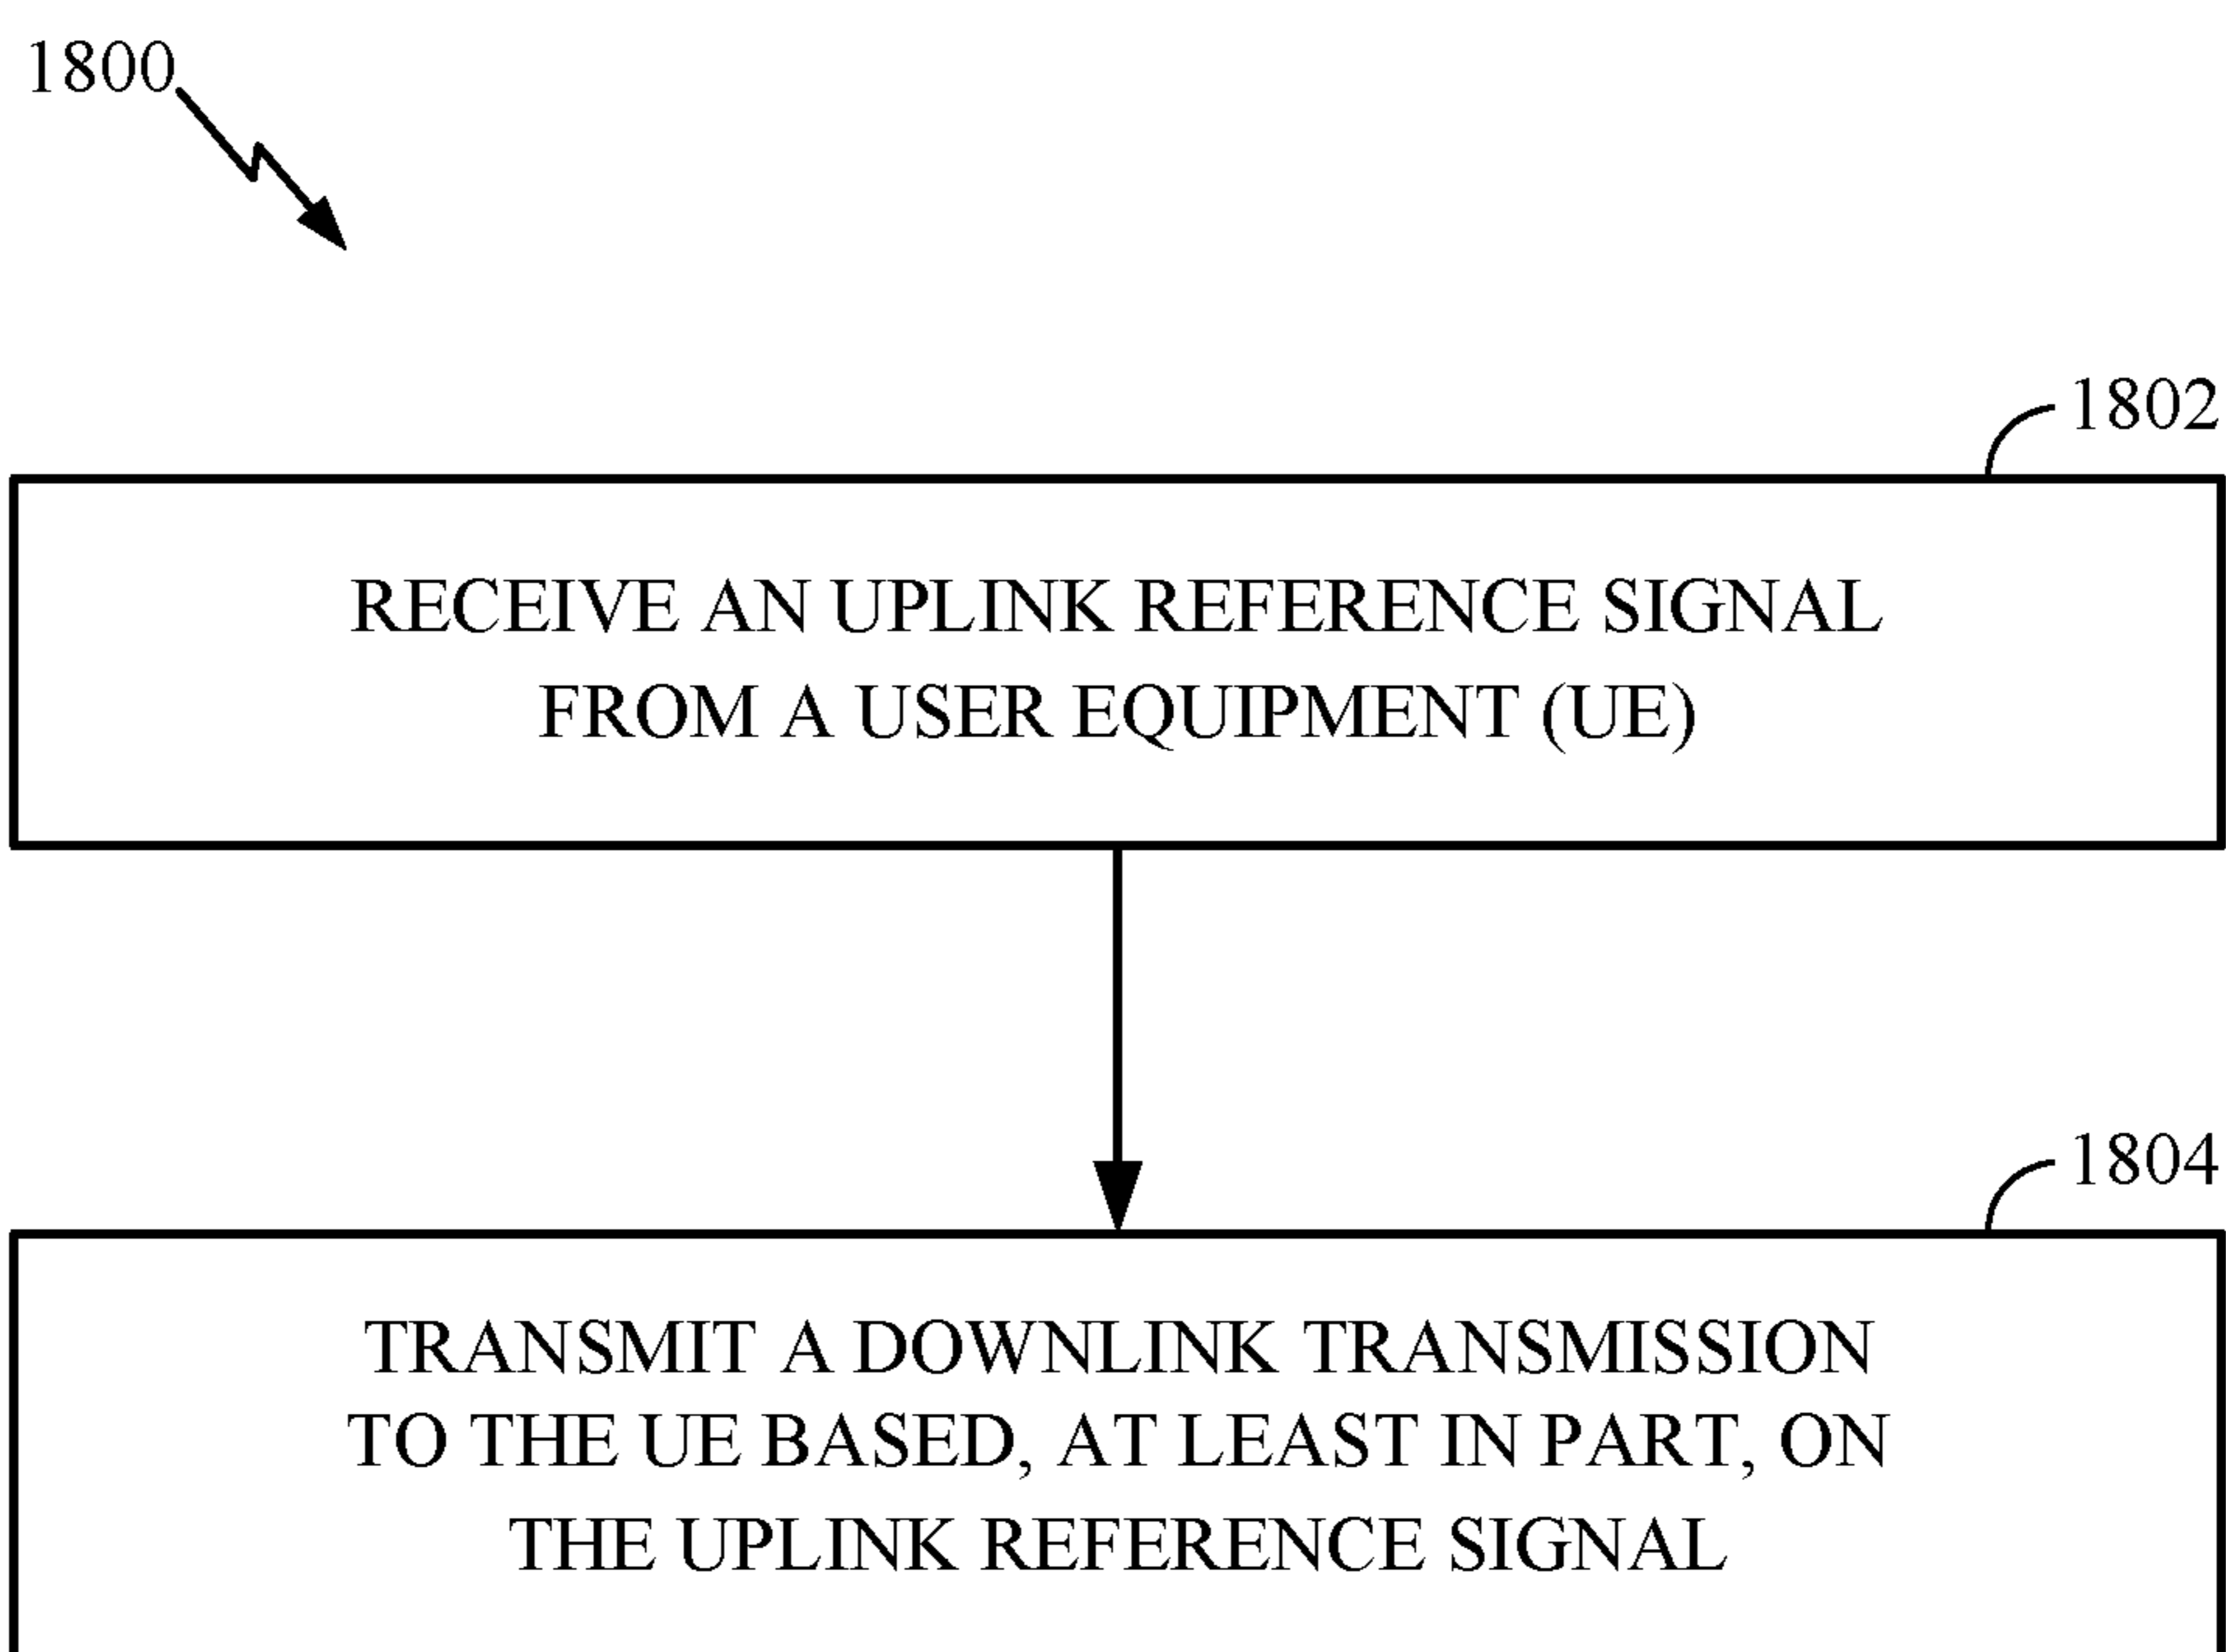 1800
1802
RECEIVE AN UPLINK REFERENCE SIGNAL
FROM A USER EQUIPMENT (UE)
1804
TRANSMIT A DOWNLINK TRANSMISSION
TO THE UE BASED, AT LEAST IN PART, ON
THE UPLINK REFERENCE SIGNAL